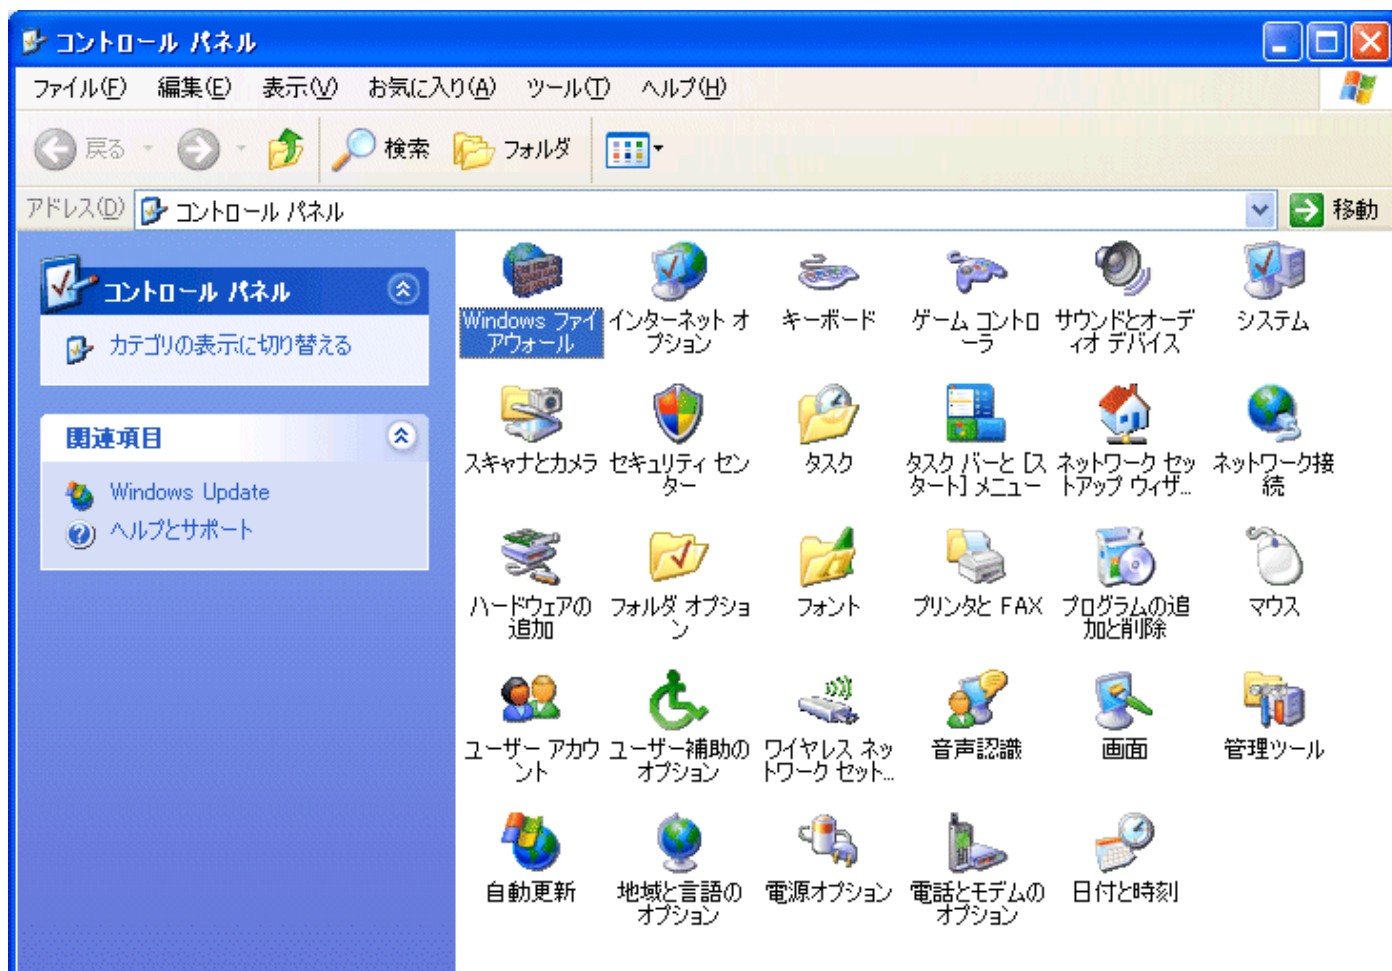 コントロール パネル
ファイル(F) 編集(E) 表示(V) お気に入り(A) ツール(T) ヘルプ(H)
戻る 検索 フォルダ
アドレス(D) コントロール パネル 移動
コントロール パネル
カテゴリの表示に切り替える
関連項目
Windows Update
ヘルプとサポート
Windows ファイ
アウォール
インターネット オ
プション
キーボード
ゲーム コントロ
ーラ
サウンドとオーデ
ィオ デバイス
システム
スキャナとカメラ
セキュリティ セン
ター
タスク
タスク バーと [ス
タート] メニュー
ネットワーク セッ
トアップ ウィザ...
ネットワーク接
続
ハードウェアの
追加
フォルダ オプショ
ン
フォント
プリンタと FAX
プログラムの追
加と削除
マウス
ユーザー アカウ
ント
ユーザー補助の
オプション
ワイヤレス ネッ
トワーク セット...
音声認識
画面
管理ツール
自動更新
地域と言語の
オプション
電源オプション
電話とモデムの
オプション
日付と時刻